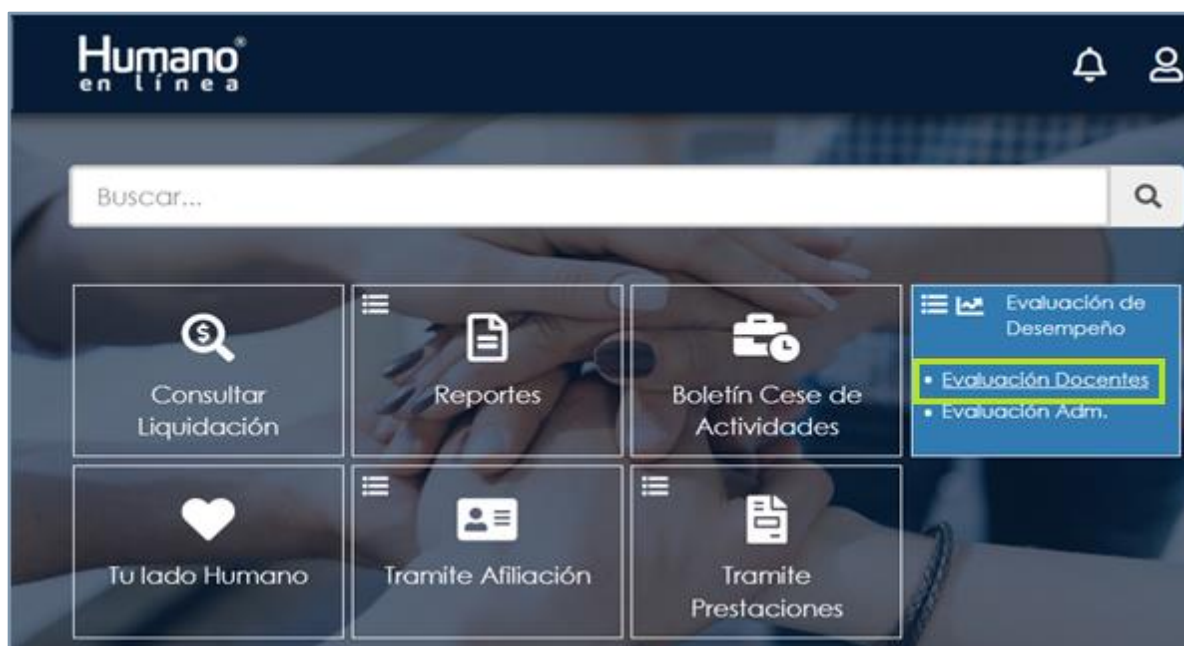 Humano®
en línea
Buscar...
Consultar
Liquidación
Reportes
Boletín Cese de
Actividades
Evaluación de
Desempeño
• Evaluación Docentes
• Evaluación Adm.
Tu lado Humano
Tramite Afiliación
Tramite
Prestaciones